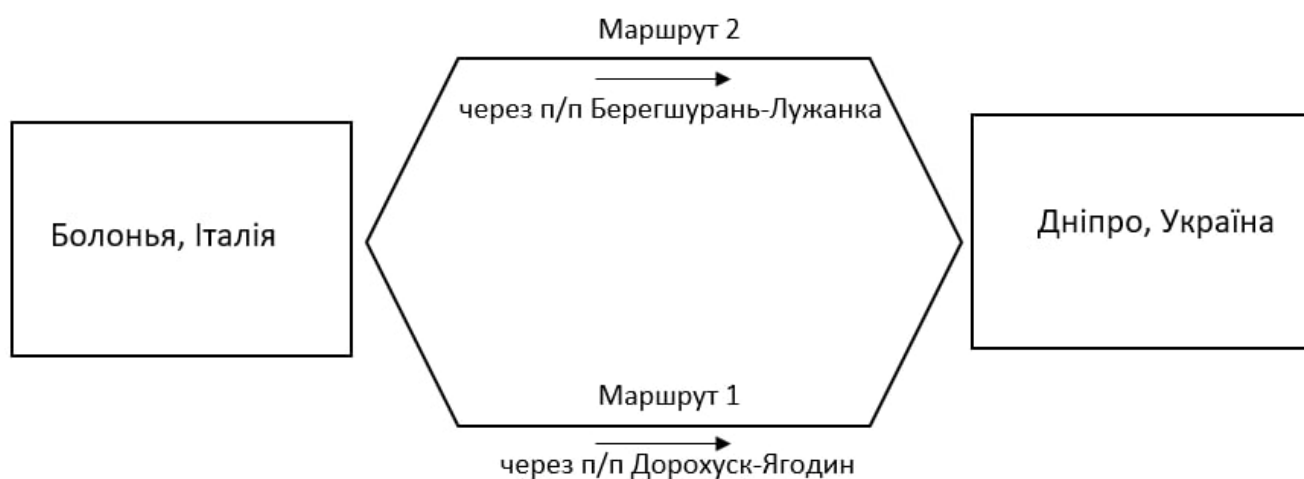 Маршрут 2
через п/п Берегшурань-Лужанка
Болонья, Італія
Дніпро, Україна
Маршрут 1
через п/п Дорохуск-Ягодин